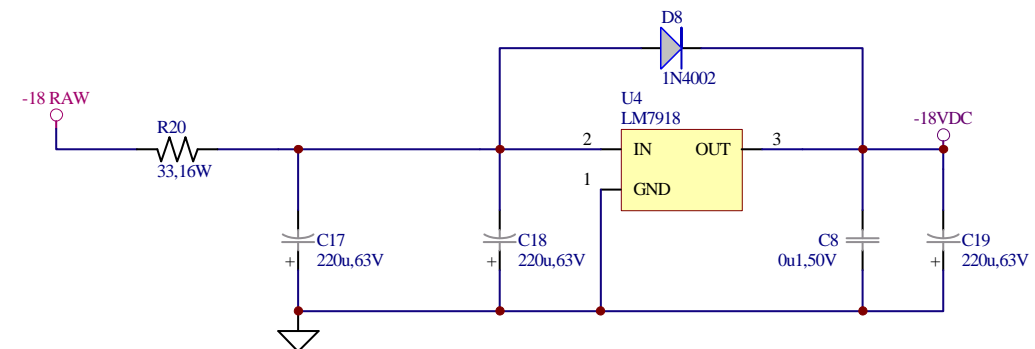 D8
1N4002
-18 RAW
U4
LM7918
-18VDC
R20
33,16W
2
IN
OUT
3
1
GND
C17
220u,63V
+
C18
220u,63V
+
C8
0u1,50V
C19
220u,63V
+